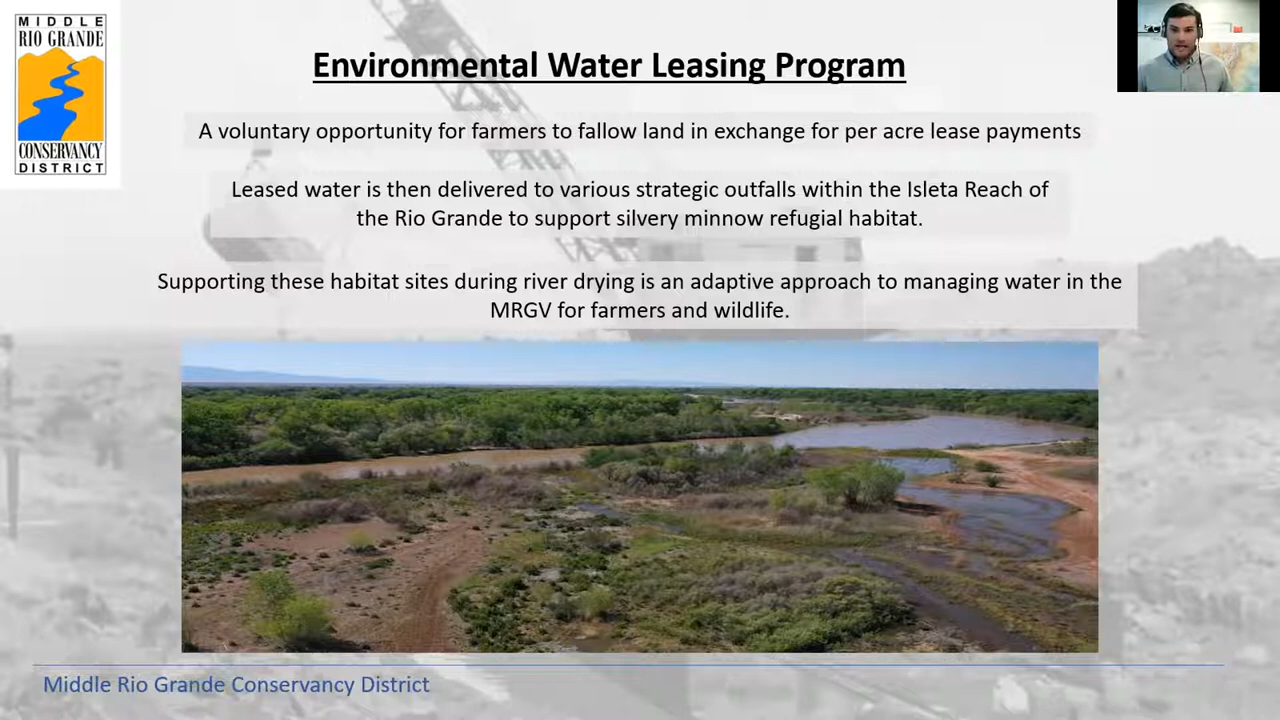 MIDDLE
RIO GRANDE
CONSERVANCY
DISTRICT
Environmental Water Leasing Program
A voluntary opportunity for farmers to fallow land in exchange for per acre lease payments
Leased water is then delivered to various strategic outfalls within the Isleta Reach of
the Rio Grande to support silvery minnow refugial habitat.
Supporting these habitat sites during river drying is an adaptive approach to managing water in the
MRGV for farmers and wildlife.
Middle Rio Grande Conservancy District